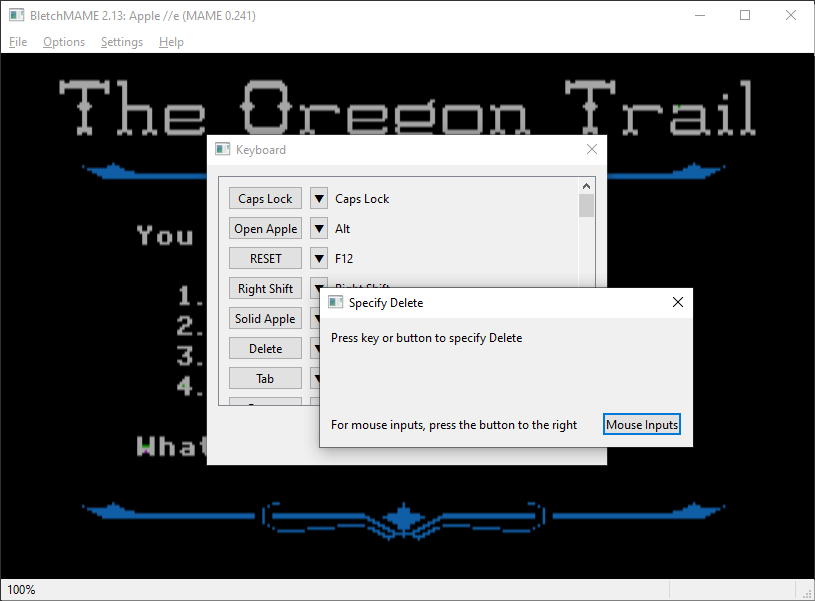 BletchMAME 2.13: Apple //e (MAME 0.241)
File Options Settings Help
The Oregon Trail
Keyboard
Caps Lock Caps Lock
You
Open Apple Alt
RESET F12
1. Right Shift Right Shift
Specify Delete
2. Solid Apple
Press key or button to specify Delete
3. Delete
4. Tab
For mouse inputs, press the button to the right Mouse Inputs
What
100%